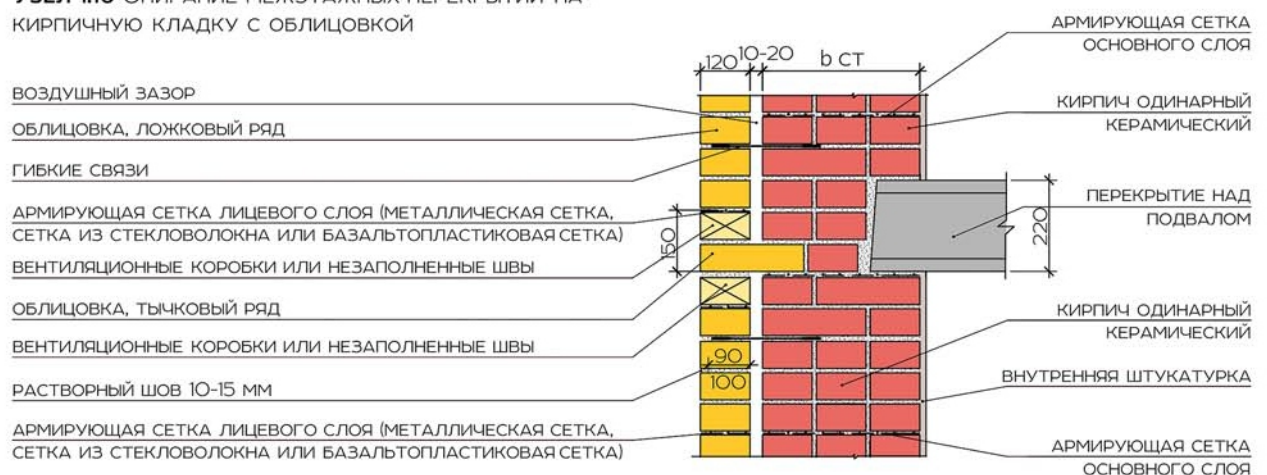 ОПИРАНИЕ МЕЖЭТАЖНЫХ ПЕРЕКРЫТИЙ НА
КИРПИЧНУЮ КЛАДКУ С ОБЛИЦОВКОЙ
ВОЗДУШНЫЙ ЗАЗОР
ОБЛИЦОВКА, ЛОЖКОВЫЙ РЯД
ГИБКИЕ СВЯЗИ
АРМИРУЮЩАЯ СЕТКА ЛИЦЕВОГО СЛОЯ (МЕТАЛЛИЧЕСКАЯ СЕТКА,
СЕТКА ИЗ СТЕКЛОВОЛОКНА ИЛИ БАЗАЛЬТОПЛАСТИКОВАЯ СЕТКА)
ВЕНТИЛЯЦИОННЫЕ КОРОБКИ ИЛИ НЕЗАПОЛНЕННЫЕ ШВЫ
ОБЛИЦОВКА, ТЫЧКОВЫЙ РЯД
ВЕНТИЛЯЦИОННЫЕ КОРОБКИ ИЛИ НЕЗАПОЛНЕННЫЕ ШВЫ
РАСТВОРНЫЙ ШОВ 10-15 ММ
АРМИРУЮЩАЯ СЕТКА ЛИЦЕВОГО СЛОЯ (МЕТАЛЛИЧЕСКАЯ СЕТКА,
СЕТКА ИЗ СТЕКЛОВОЛОКНА ИЛИ БАЗАЛЬТОПЛАСТИКОВАЯ СЕТКА)
120
10-20
b СТ
150
90
100
220
АРМИРУЮЩАЯ СЕТКА
ОСНОВНОГО СЛОЯ
КИРПИЧ ОДИНАРНЫЙ
КЕРАМИЧЕСКИЙ
ПЕРЕКРЫТИЕ НАД
ПОДВАЛОМ
КИРПИЧ ОДИНАРНЫЙ
КЕРАМИЧЕСКИЙ
ВНУТРЕННЯЯ ШТУКАТУРКА
АРМИРУЮЩАЯ СЕТКА
ОСНОВНОГО СЛОЯ